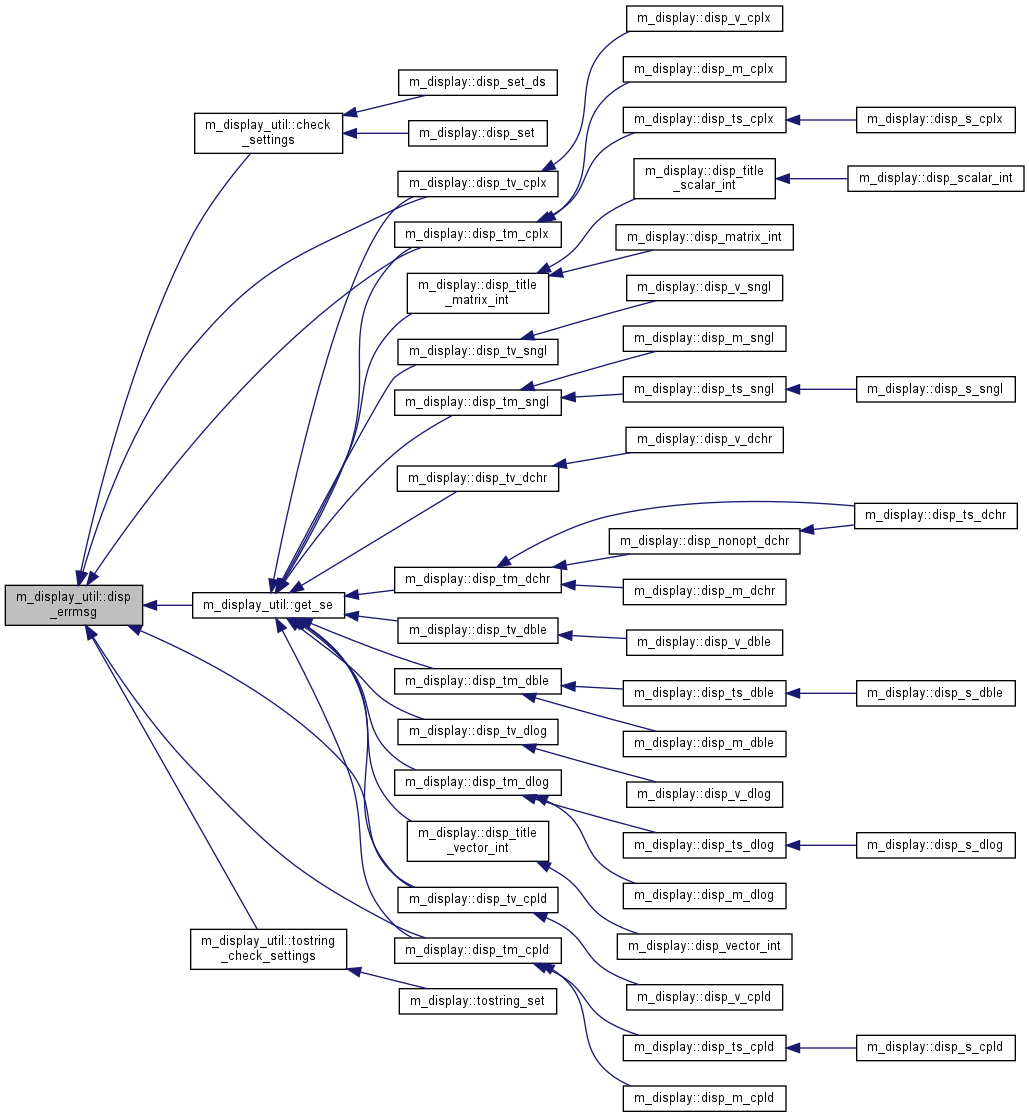 m_display::disp_v_cplx
m_display::disp_m_cplx
m_display::disp_set_ds
m_display_util::check
_settings
m_display::disp_set
m_display::disp_ts_cplx
m_display::disp_s_cplx
m_display::disp_tv_cplx
m_display::disp_title
_scalar_int
m_display::disp_scalar_int
m_display::disp_tm_cplx
m_display::disp_matrix_int
m_display::disp_title
_matrix_int
m_display::disp_v_sngl
m_display::disp_tv_sngl
m_display::disp_m_sngl
m_display::disp_tm_sngl
m_display::disp_ts_sngl
m_display::disp_s_sngl
m_display::disp_v_dchr
m_display::disp_tv_dchr
m_display::disp_ts_dchr
m_display::disp_nonopt_dchr
m_display::disp_tm_dchr
m_display::disp_m_dchr
m_display_util::disp
_errmsg
m_display_util::get_se
m_display::disp_tv_dble
m_display::disp_v_dble
m_display::disp_tm_dble
m_display::disp_ts_dble
m_display::disp_s_dble
m_display::disp_tv_dlog
m_display::disp_m_dble
m_display::disp_tm_dlog
m_display::disp_v_dlog
m_display::disp_title
_vector_int
m_display::disp_ts_dlog
m_display::disp_s_dlog
m_display::disp_tv_cpld
m_display::disp_m_dlog
m_display_util::tostring
_check_settings
m_display::disp_tm_cpld
m_display::disp_vector_int
m_display::tostring_set
m_display::disp_v_cpld
m_display::disp_ts_cpld
m_display::disp_s_cpld
m_display::disp_m_cpld